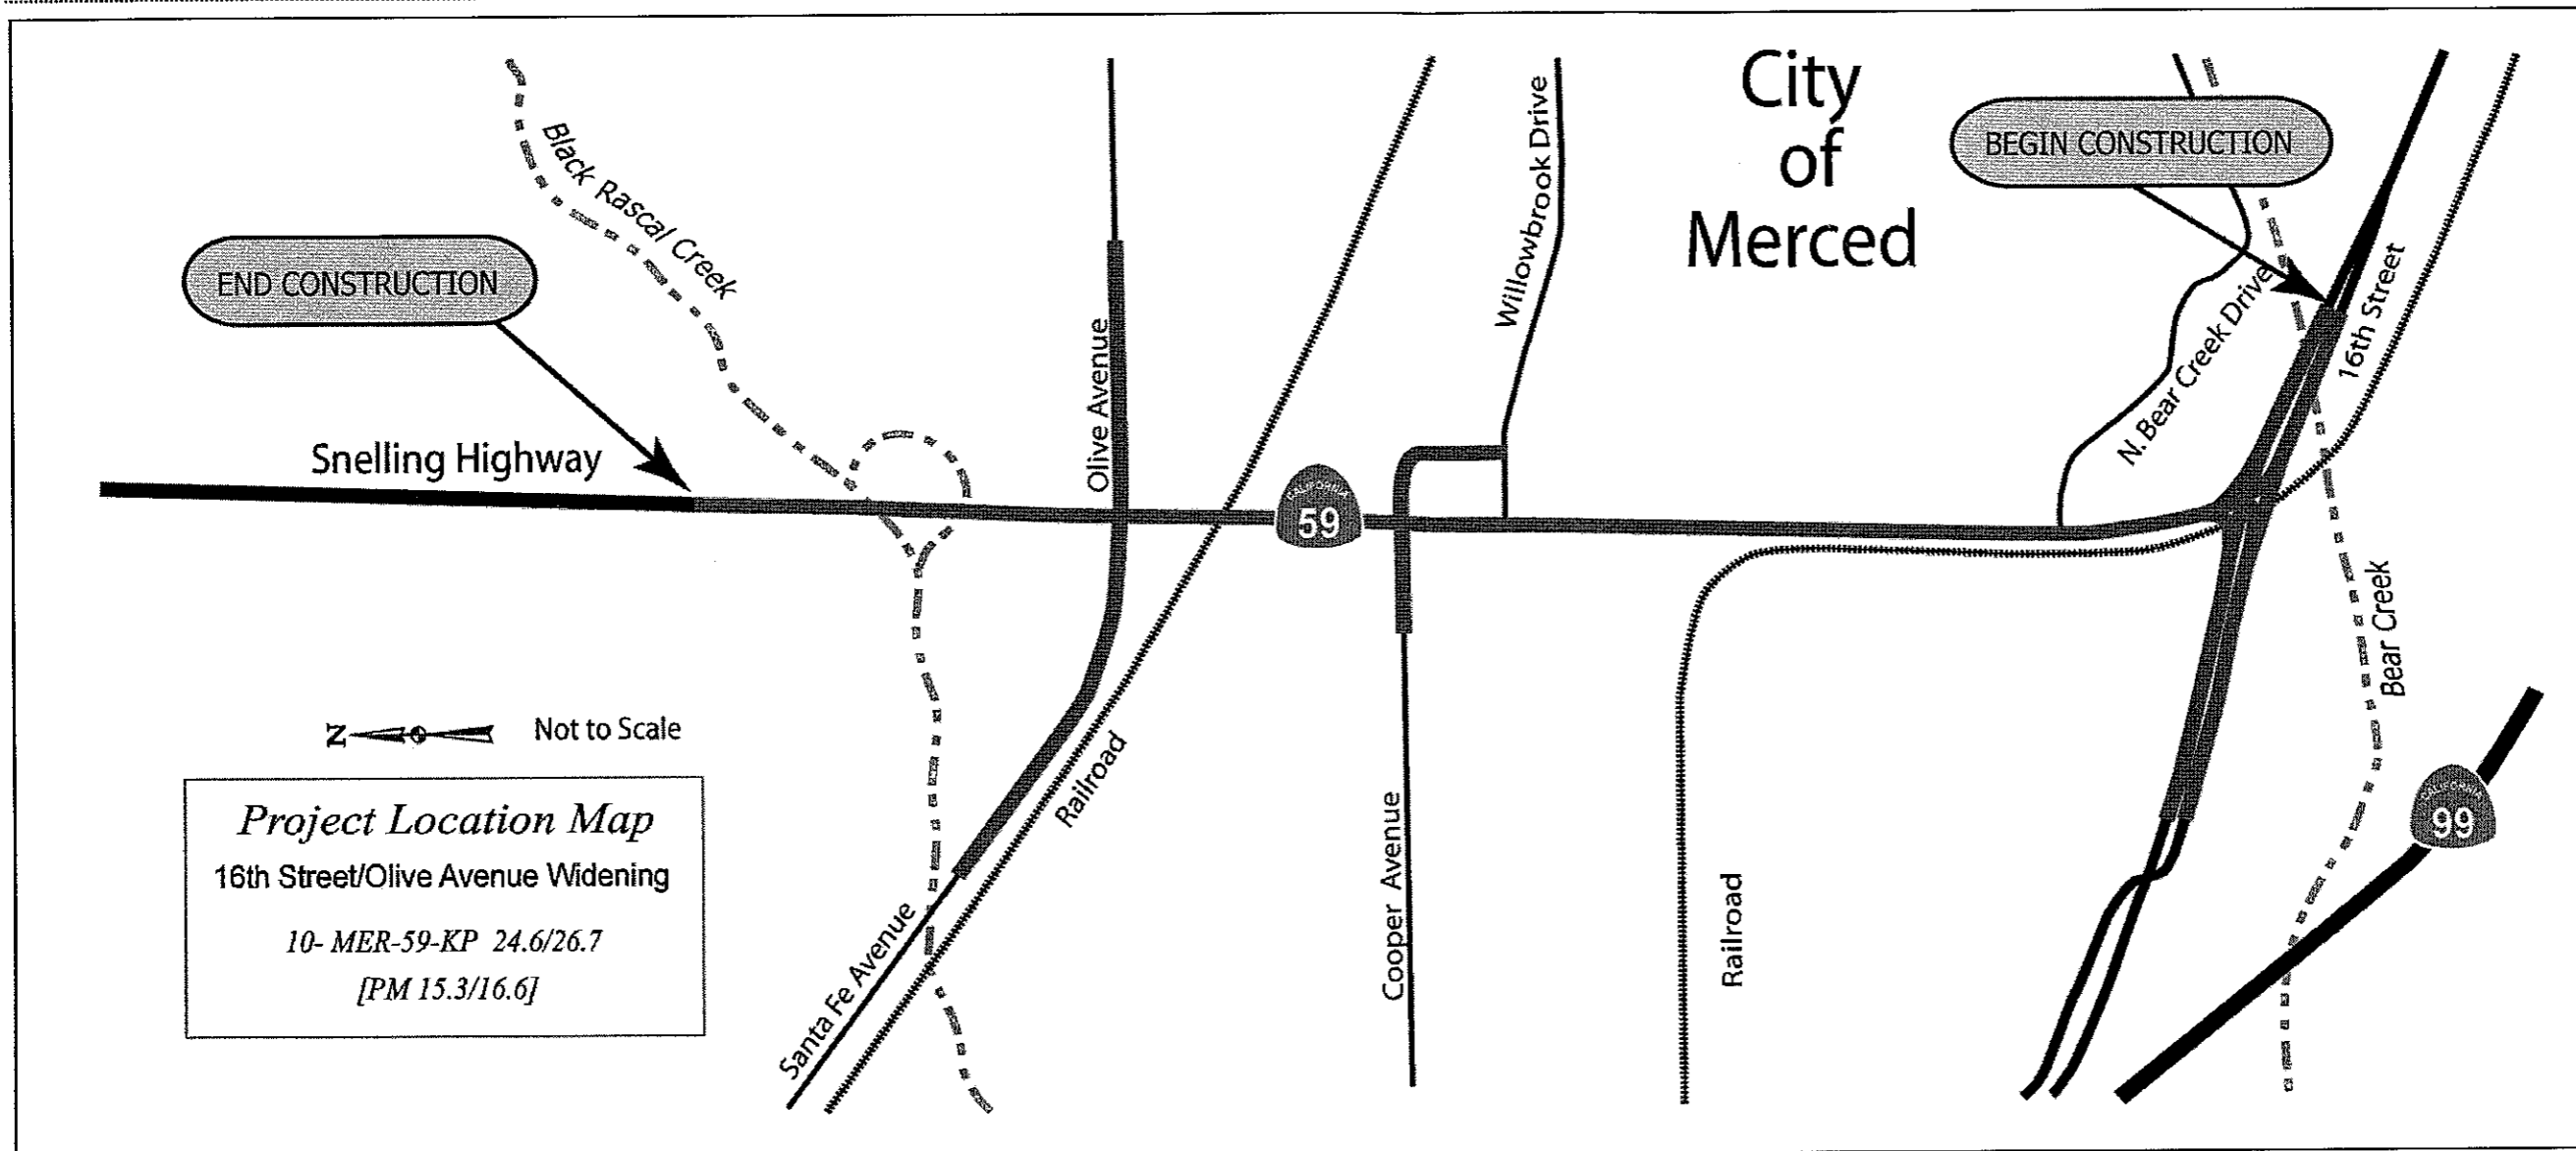 City
of
Merced
BEGIN CONSTRUCTION
END CONSTRUCTION
Black Rascal Creek
Snelling Highway
Olive Avenue
Willowbrook Drive
N. Bear Creek Drive
16th Street
CALIFORNIA
59
Bear Creek
N
Not to Scale
Railroad
Santa Fe Avenue
Cooper Avenue
Railroad
CALIFORNIA
99
Project Location Map
16th Street/Olive Avenue Widening
10- MER-59-KP 24.6/26.7
[PM 15.3/16.6]